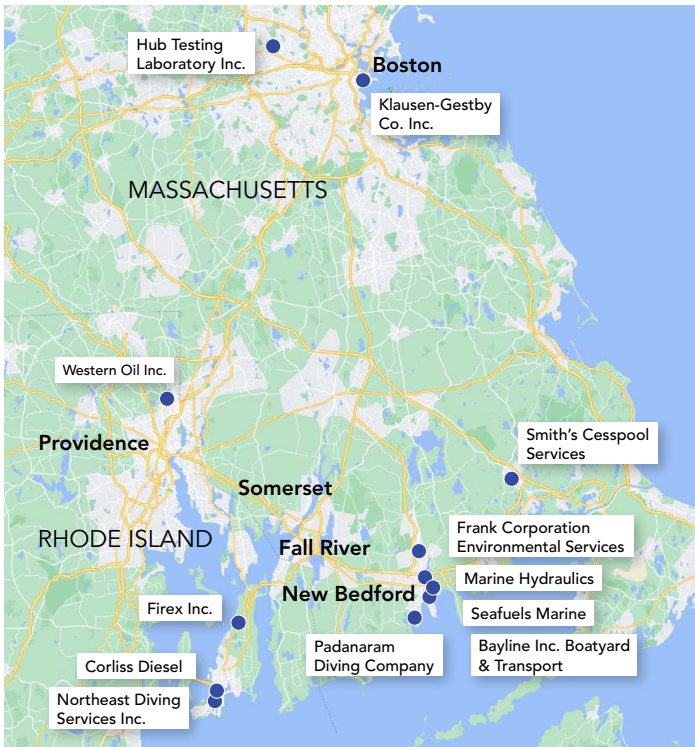 Hub Testing
Laboratory Inc.
Boston
Klausen-Gestby
Co. Inc.
MASSACHUSETTS
Western Oil Inc.
Providence
Smith's Cesspool
Services
Somerset
RHODE ISLAND
Fall River
Frank Corporation
Environmental Services
Marine Hydraulics
New Bedford
Firex Inc.
Seafuels Marine
Padanaram
Diving Company
Bayline Inc. Boatyard
& Transport
Corliss Diesel
Northeast Diving
Services Inc.